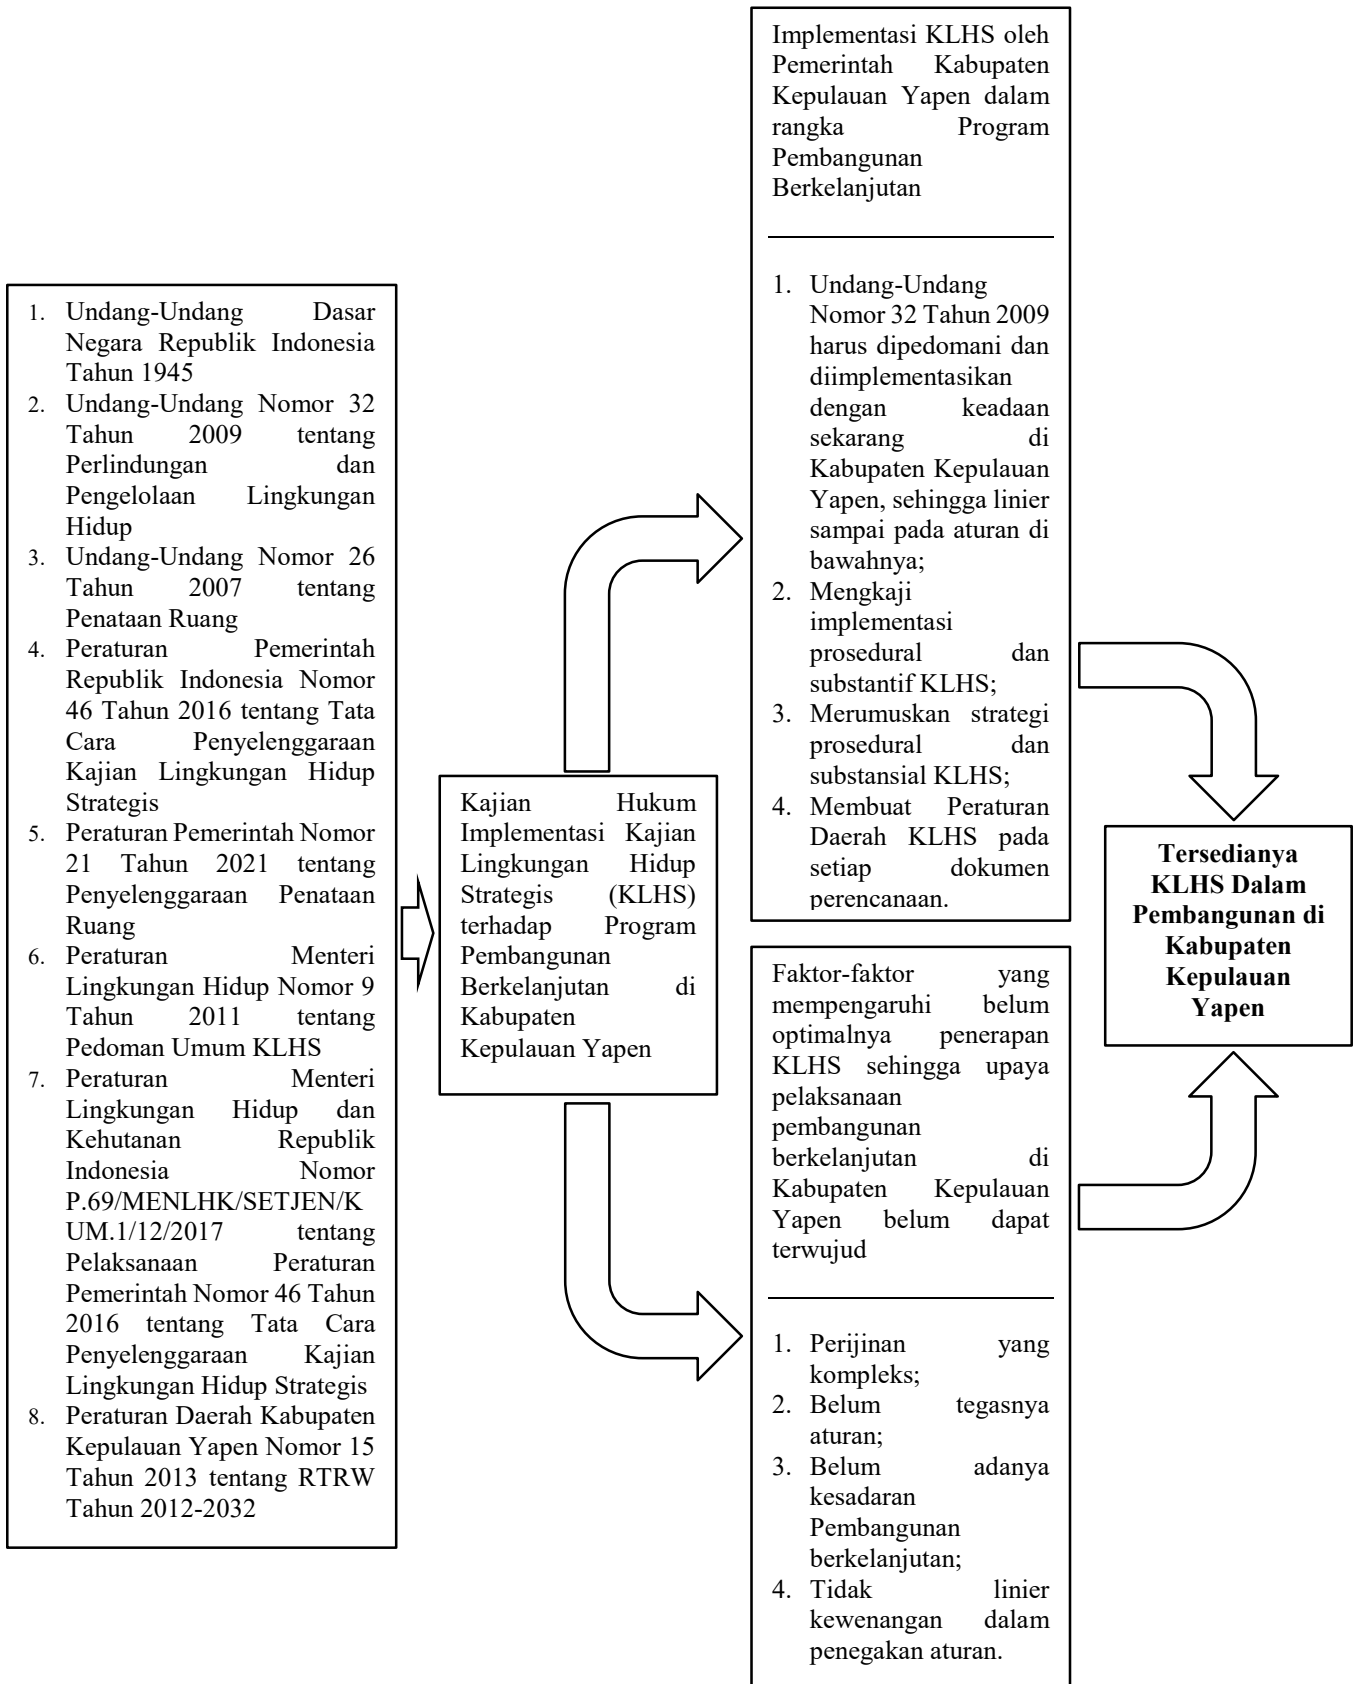 1. Undang-Undang Dasar
Negara Republik Indonesia
Tahun 1945
2. Undang-Undang Nomor 32
Tahun 2009 tentang
Perlindungan dan
Pengelolaan Lingkungan
Hidup
3. Undang-Undang Nomor 26
Tahun 2007 tentang
Penataan Ruang
4. Peraturan Pemerintah
Republik Indonesia Nomor
46 Tahun 2016 tentang Tata
Cara Penyelenggaraan
Kajian Lingkungan Hidup
Strategis
5. Peraturan Pemerintah Nomor
21 Tahun 2021 tentang
Penyelenggaraan Penataan
Ruang
6. Peraturan Menteri
Lingkungan Hidup Nomor 9
Tahun 2011 tentang
Pedoman Umum KLHS
7. Peraturan Menteri
Lingkungan Hidup dan
Kehutanan Republik
Indonesia Nomor
P.69/MENLHK/SETJEN/K
UM.1/12/2017 tentang
Pelaksanaan Peraturan
Pemerintah Nomor 46 Tahun
2016 tentang Tata Cara
Penyelenggaraan Kajian
Lingkungan Hidup Strategis
8. Peraturan Daerah Kabupaten
Kepulauan Yapen Nomor 15
Tahun 2013 tentang RTRW
Tahun 2012-2032
Kajian Hukum
Implementasi Kajian
Lingkungan Hidup
Strategis (KLHS)
terhadap Program
Pembangunan
Berkelanjutan di
Kabupaten
Kepulauan Yapen
Implementasi KLHS oleh
Pemerintah Kabupaten
Kepulauan Yapen dalam
rangka Program
Pembangunan
Berkelanjutan
1. Undang-Undang
Nomor 32 Tahun 2009
harus dipedomani dan
diimplementasikan
dengan keadaan
sekarang di
Kabupaten Kepulauan
Yapen, sehingga linier
sampai pada aturan di
bawahnya;
2. Mengkaji
implementasi
prosedural dan
substantif KLHS;
3. Merumuskan strategi
prosedural dan
substansial KLHS;
4. Membuat Peraturan
Daerah KLHS pada
setiap dokumen
perencanaan.
Faktor-faktor yang
mempengaruhi belum
optimalnya penerapan
KLHS sehingga upaya
pelaksanaan
pembangunan
berkelanjutan di
Kabupaten Kepulauan
Yapen belum dapat
terwujud
1. Perijinan yang
kompleks;
2. Belum tegasnya
aturan;
3. Belum adanya
kesadaran
Pembangunan
berkelanjutan;
4. Tidak linier
kewenangan dalam
penegakan aturan.
Tersedianya
KLHS Dalam
Pembangunan di
Kabupaten
Kepulauan
Yapen